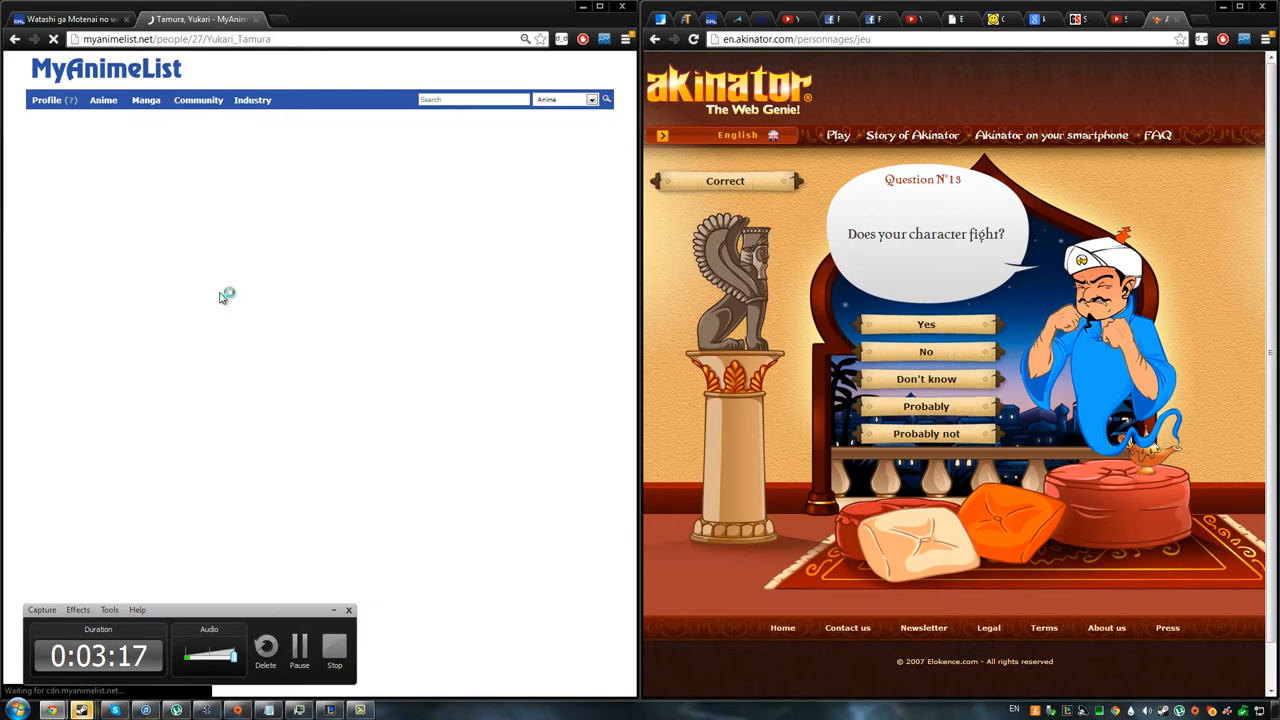 Watashi ga Motenai no w
Tamura, Yukari - MyAnim
myanimelist.net/people/27/Yukari_Tamura
MyAnimeList
Profile (?) Anime Manga Community Industry
Search Anime
Capture Effects Tools Help
Duration Audio
0:03:17
Delete Pause Stop
Waiting for cdn.myanimelist.net...
en.akinator.com/personnages/jeu
akinator
The Web Genie!
English
Play Story of Akinator Akinator on your smartphone FAQ
Correct
Question N°13
Does your character fight?
Yes
No
Don't know
Probably
Probably not
Home Contact us Newsletter Legal Terms About us Press
© 2007 Elokence.com - All rights reserved
EN